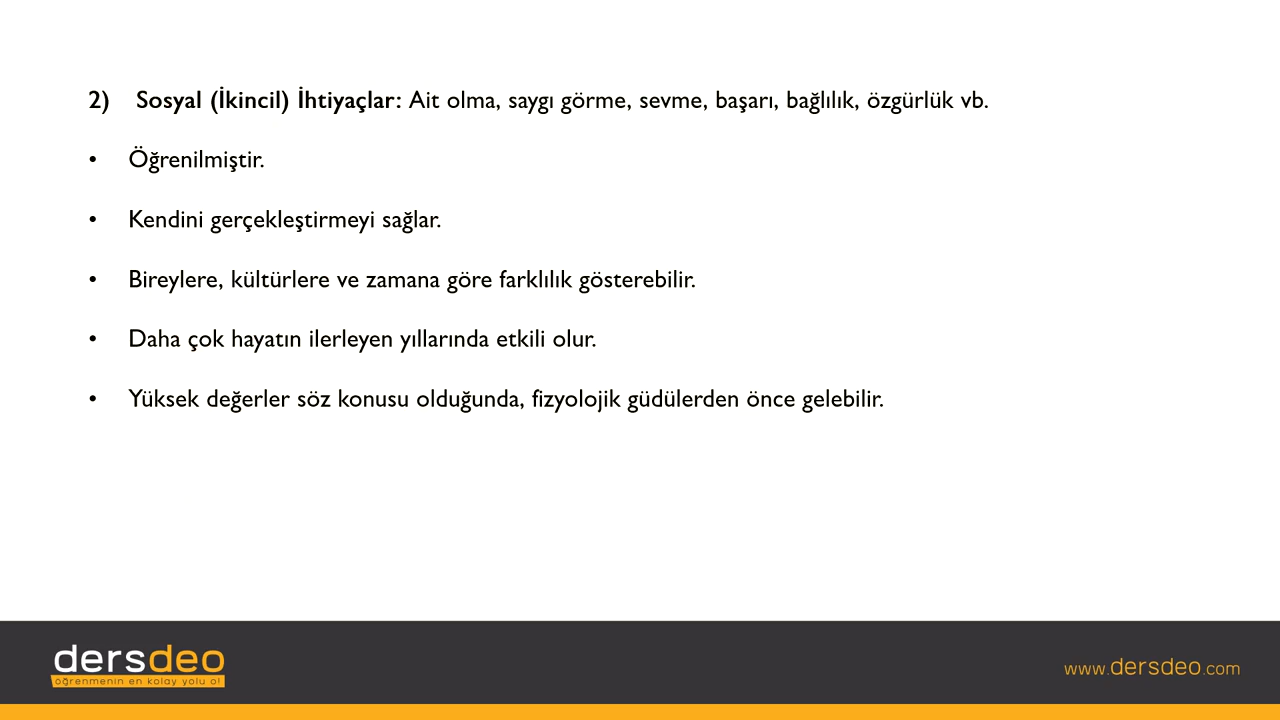 2) Sosyal (İkincil) İhtiyaçlar: Ait olma, saygı görme, sevme, başarı, bağlılık, özgürlük vb.
• Öğrenilmiştir.
• Kendini gerçekleştirmeyi sağlar.
• Bireylere, kültürlere ve zamana göre farklılık gösterebilir.
• Daha çok hayatın ilerleyen yıllarında etkili olur.
• Yüksek değerler söz konusu olduğunda, fizyolojik güdülerden önce gelebilir.
dersdeo
öğrenmenin en kolay yolu o!
www.dersdeo.com